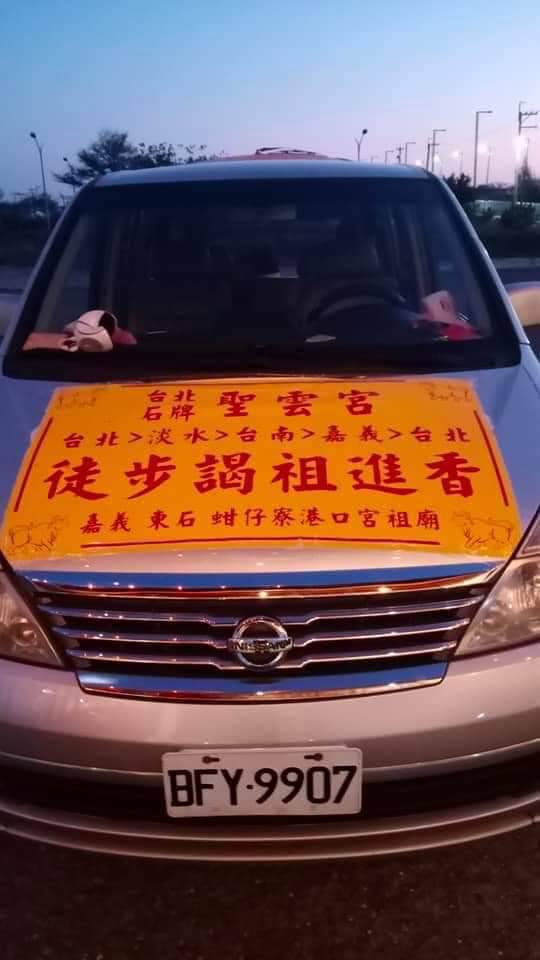 台北
石牌 聖雲宮
台北>淡水>台南>嘉義>台北
徒步謁祖進香
嘉義 東石 蚶仔寮港口宮祖廟
NISSAN
BFY-9907